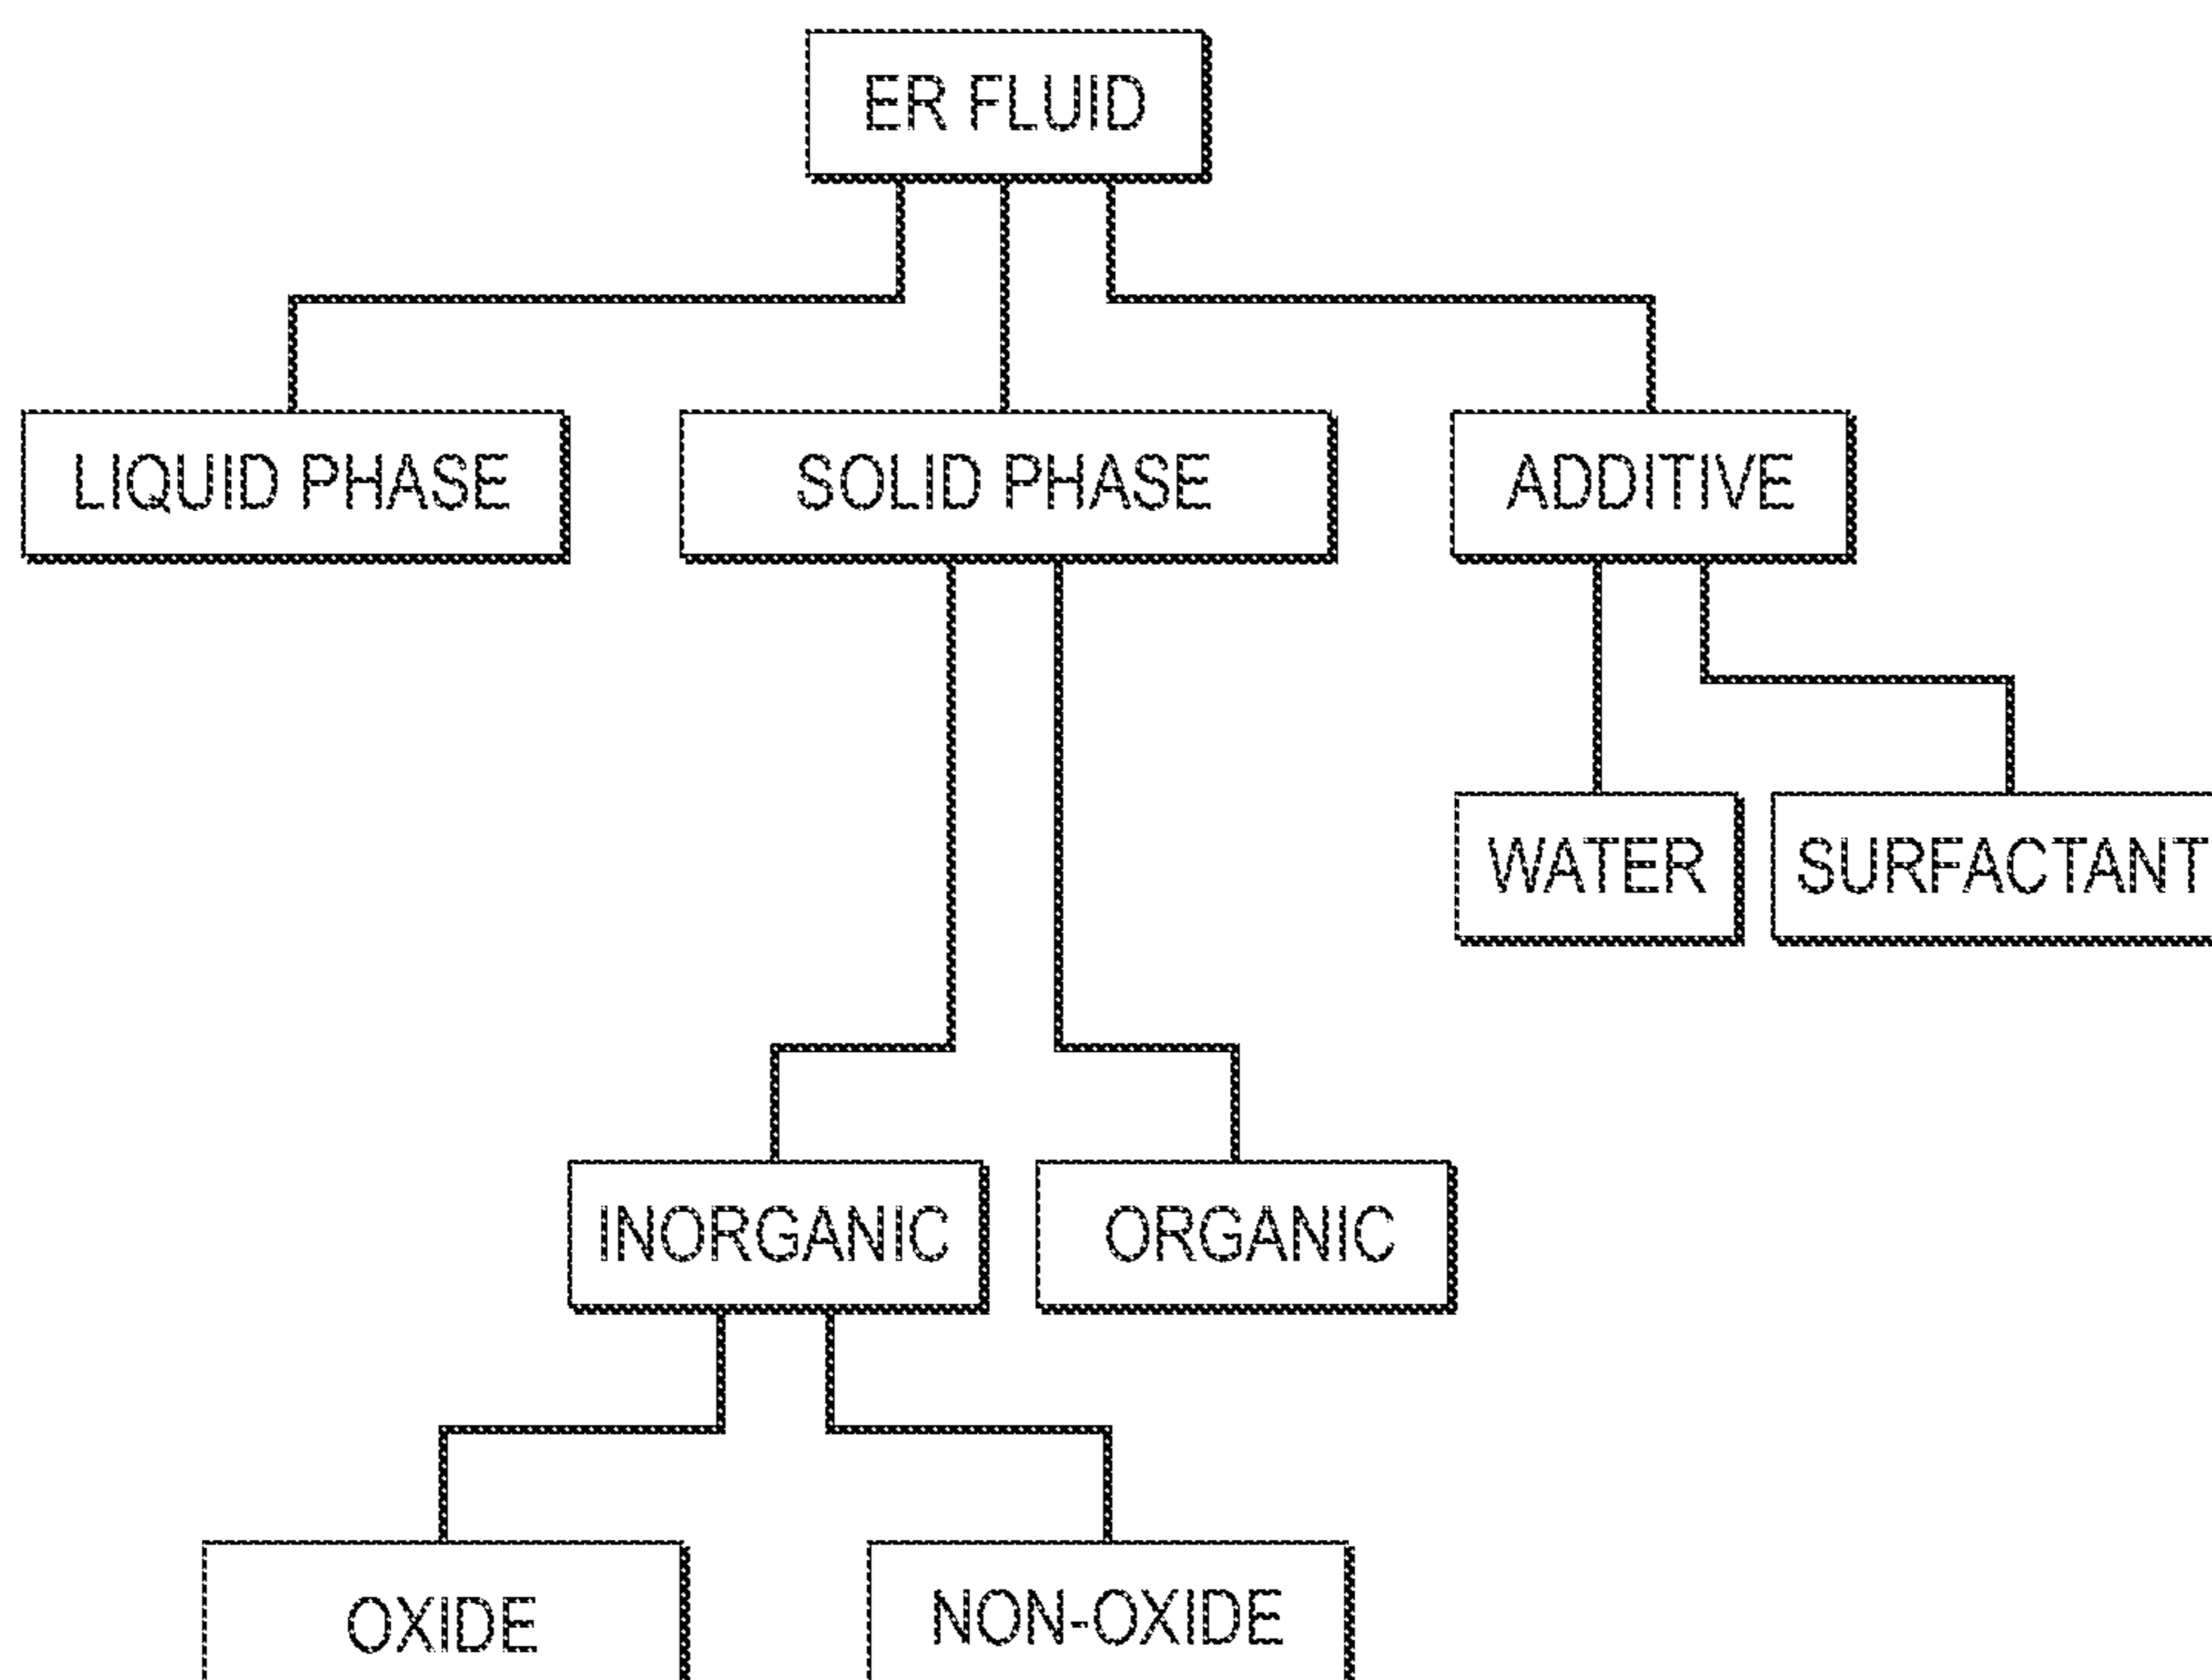 ER FLUID
LIQUID PHASE
SOLID PHASE
ADDITIVE
WATER
SURFACTANT
INORGANIC
ORGANIC
OXIDE
NON-OXIDE